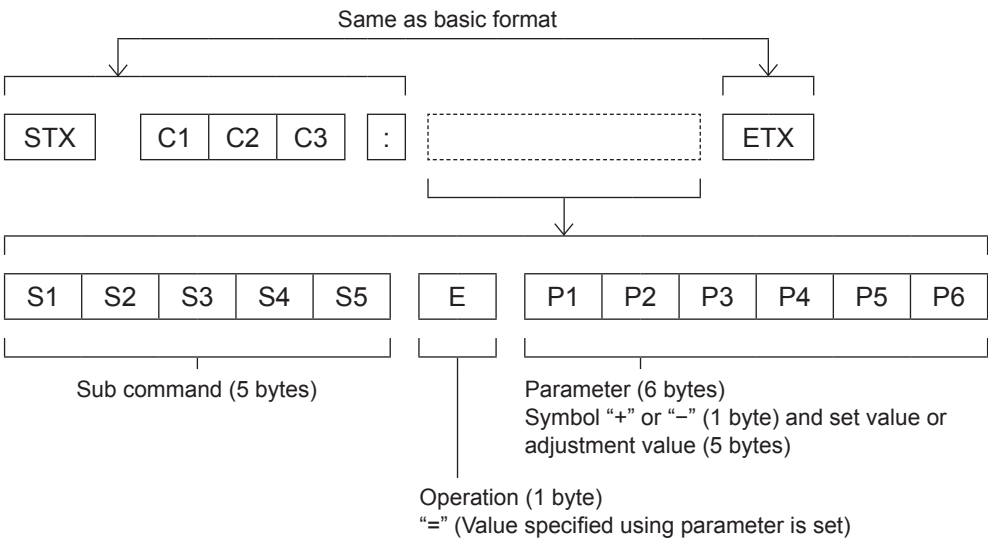 Same as basic format
STX C1 C2 C3 : ETX
S1 S2 S3 S4 S5 E P1 P2 P3 P4 P5 P6
Sub command (5 bytes)
Parameter (6 bytes)
Symbol “+” or “−” (1 byte) and set value or
adjustment value (5 bytes)
Operation (1 byte)
“=” (Value specified using parameter is set)